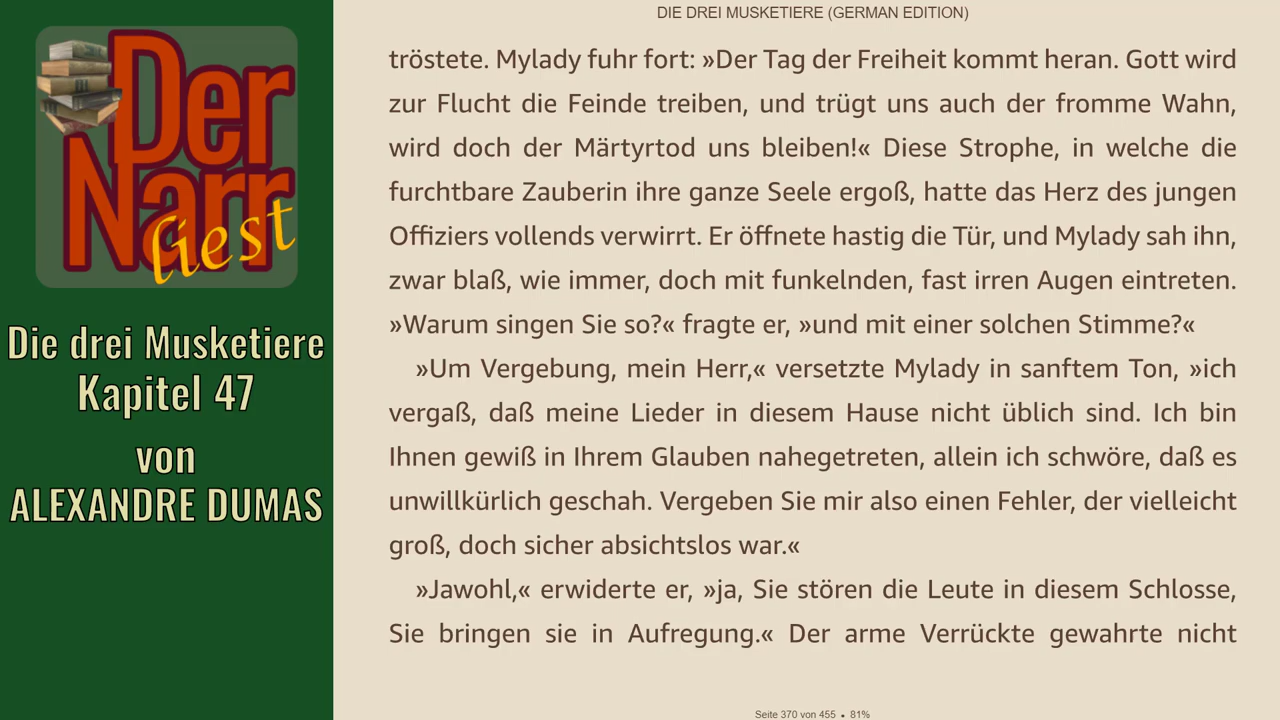 Der
Narr
liest
Die drei Musketiere
Kapitel 47
von
ALEXANDRE DUMAS
DIE DREI MUSKETIERE (GERMAN EDITION)
tröstete. Mylady fuhr fort: »Der Tag der Freiheit kommt heran. Gott wird
zur Flucht die Feinde treiben, und trügt uns auch der fromme Wahn,
wird doch der Märtyrtod uns bleiben!« Diese Strophe, in welche die
furchtbare Zauberin ihre ganze Seele ergoß, hatte das Herz des jungen
Offiziers vollends verwirrt. Er öffnete hastig die Tür, und Mylady sah ihn,
zwar blaß, wie immer, doch mit funkelnden, fast irren Augen eintreten.
»Warum singen Sie so?« fragte er, »und mit einer solchen Stimme?«
»Um Vergebung, mein Herr,« versetzte Mylady in sanftem Ton, »ich
vergaß, daß meine Lieder in diesem Hause nicht üblich sind. Ich bin
Ihnen gewiß in Ihrem Glauben nahegetreten, allein ich schwöre, daß es
unwillkürlich geschah. Vergeben Sie mir also einen Fehler, der vielleicht
groß, doch sicher absichtslos war.«
»Jawohl,« erwiderte er, »ja, Sie stören die Leute in diesem Schlosse,
Sie bringen sie in Aufregung.« Der arme Verrückte gewahrte nicht
Seite 370 von 455 • 81%